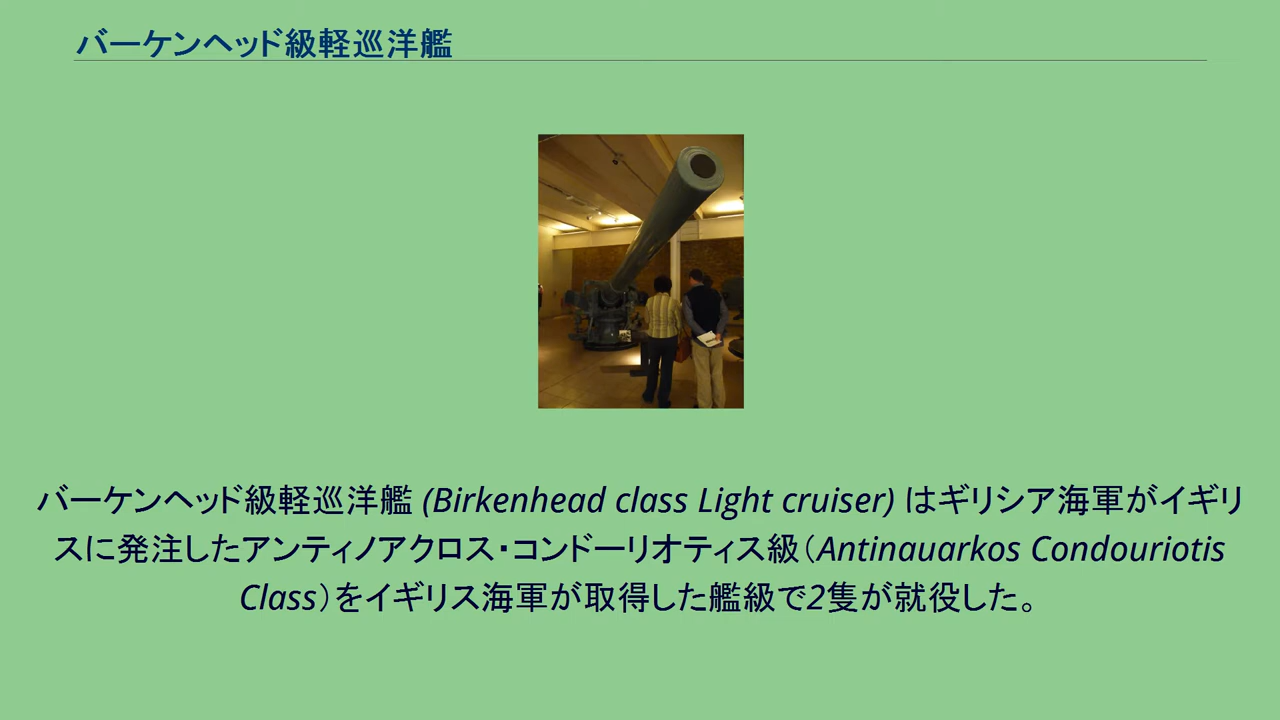 バーケンヘッド級軽巡洋艦
バーケンヘッド級軽巡洋艦 (Birkenhead class Light cruiser) はギリシア海軍がイギリ
スに発注したアンティノアクロス・コンドーリオティス級（Antinauarkos Condouriotis
Class）をイギリス海軍が取得した艦級で2隻が就役した。